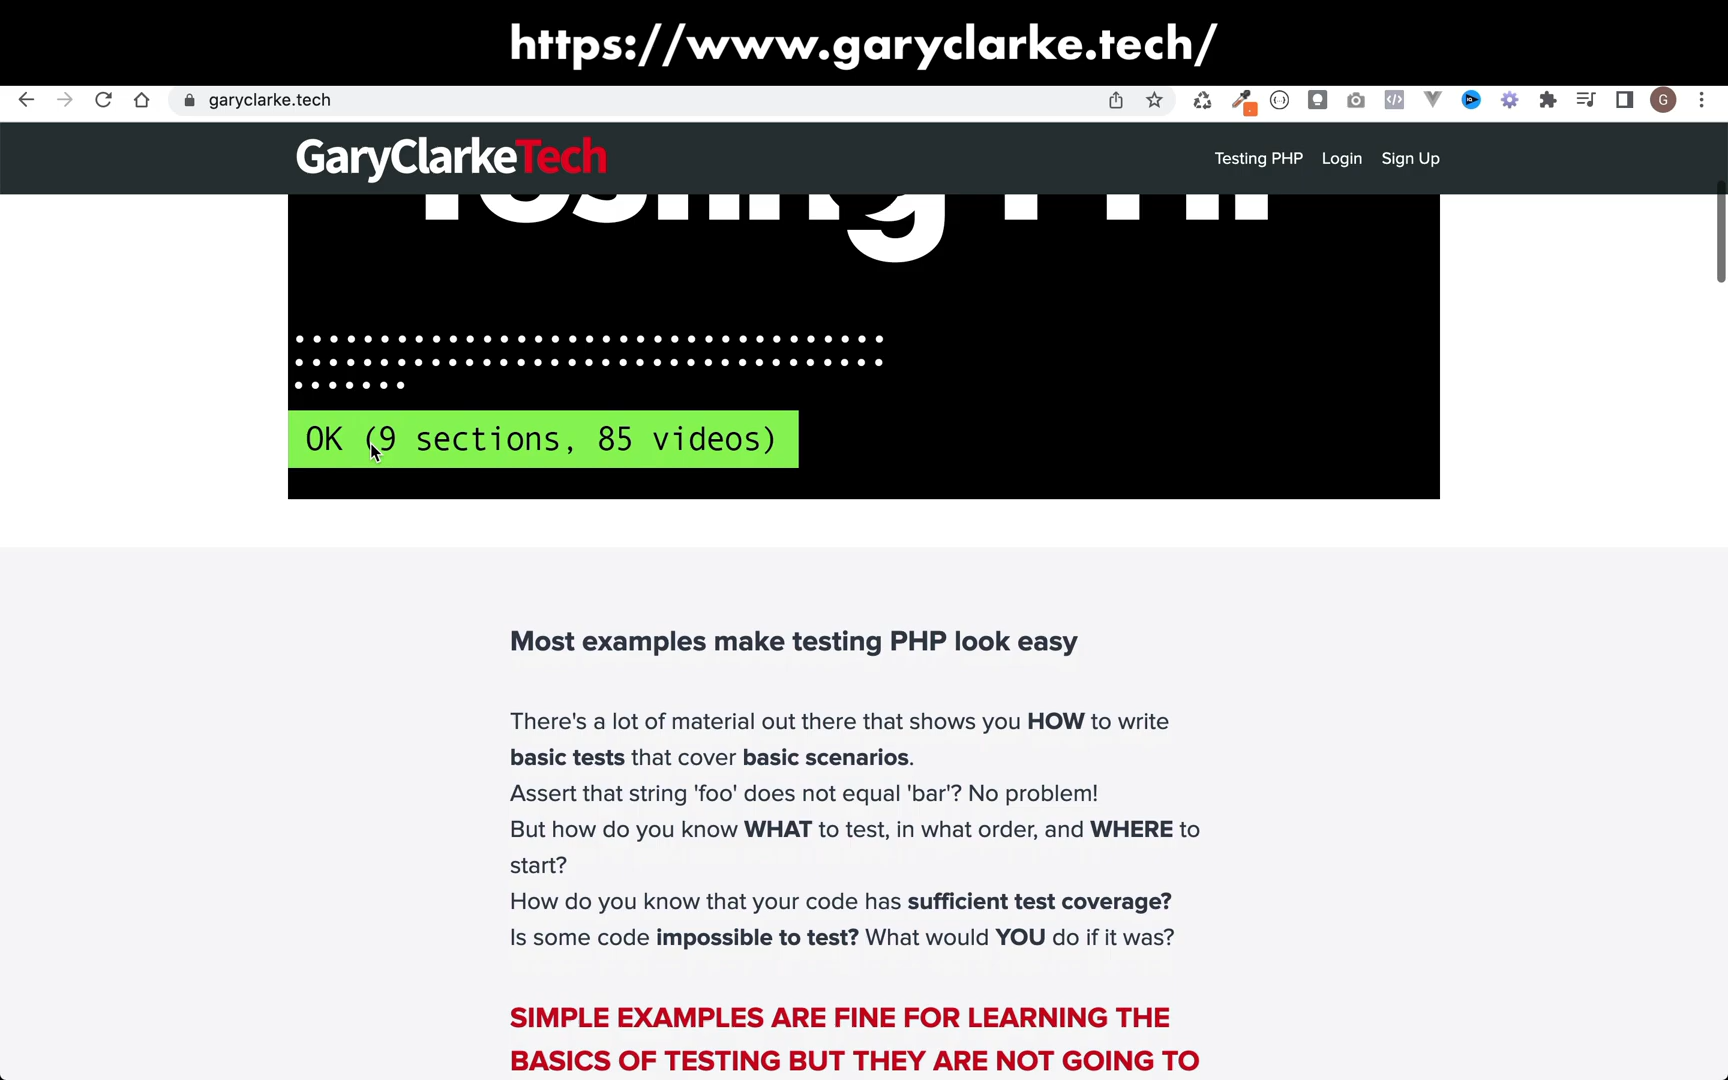 https://www.garyclarke.tech/
garyclarke.tech
G
GaryClarkeTech
Testing PHP Login Sign Up
Testing PHP
OK (9 sections, 85 videos)
Most examples make testing PHP look easy
There's a lot of material out there that shows you HOW to write
basic tests that cover basic scenarios.
Assert that string 'foo' does not equal 'bar'? No problem!
But how do you know WHAT to test, in what order, and WHERE to
start?
How do you know that your code has sufficient test coverage?
Is some code impossible to test? What would YOU do if it was?
SIMPLE EXAMPLES ARE FINE FOR LEARNING THE
BASICS OF TESTING BUT THEY ARE NOT GOING TO